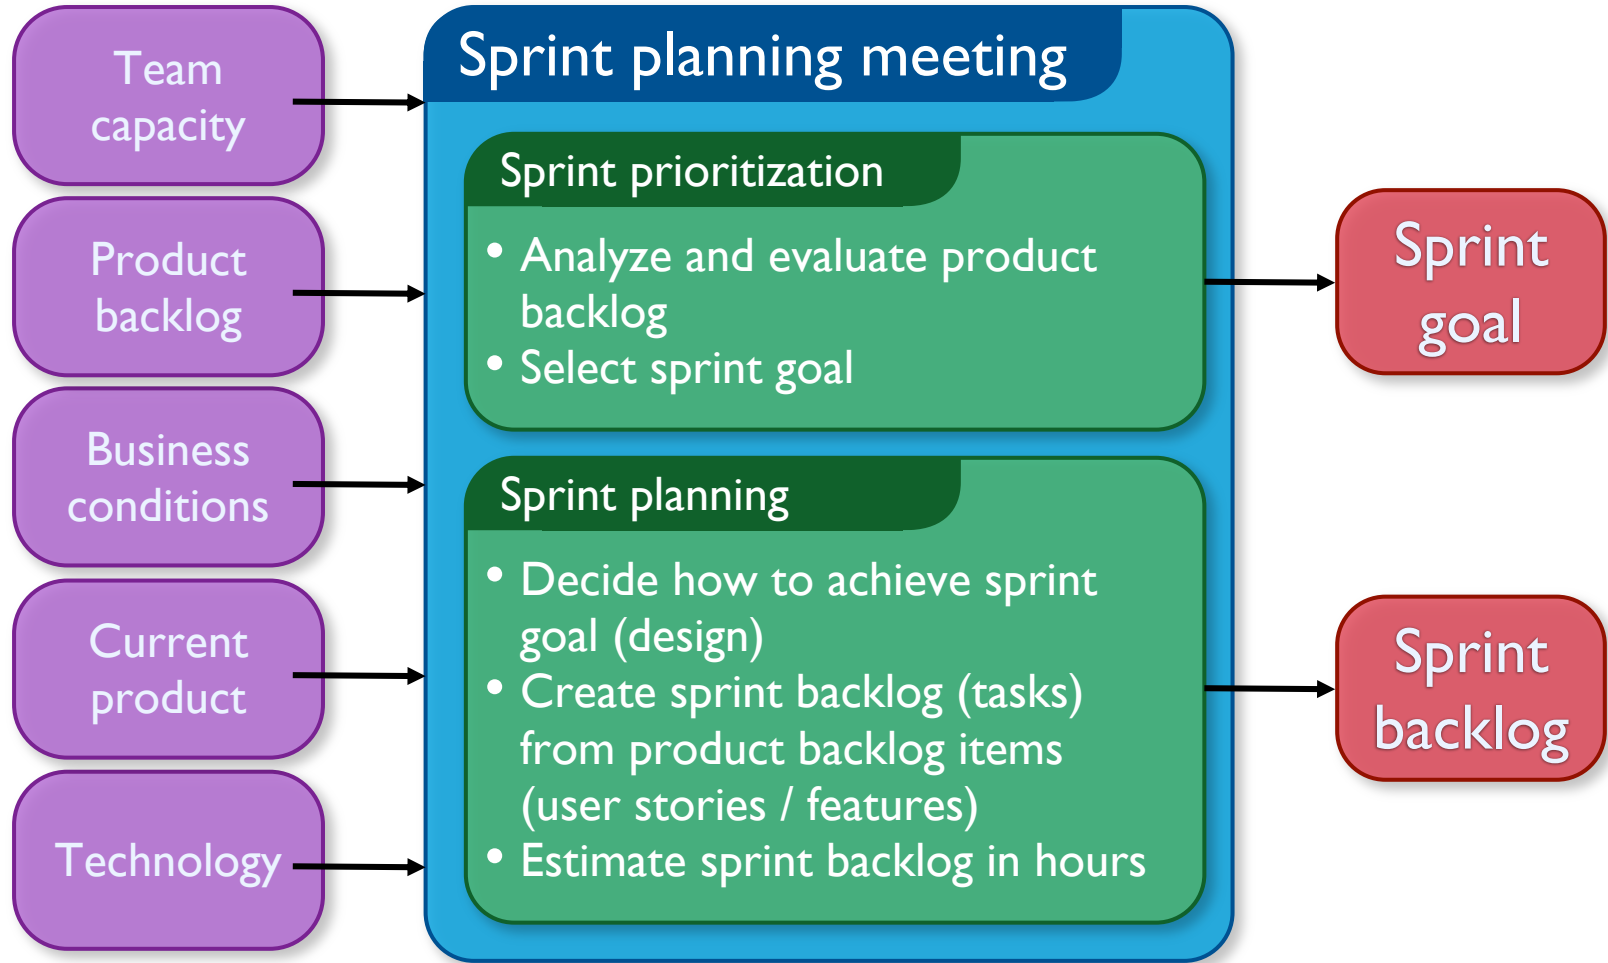 Team
capacity
Product
backlog
Business
conditions
Current
product
Technology
Sprint planning meeting
Sprint prioritization
• Analyze and evaluate product
backlog
• Select sprint goal
Sprint planning
• Decide how to achieve sprint
goal (design)
• Create sprint backlog (tasks)
from product backlog items
(user stories / features)
• Estimate sprint backlog in hours
Sprint
goal
Sprint
backlog